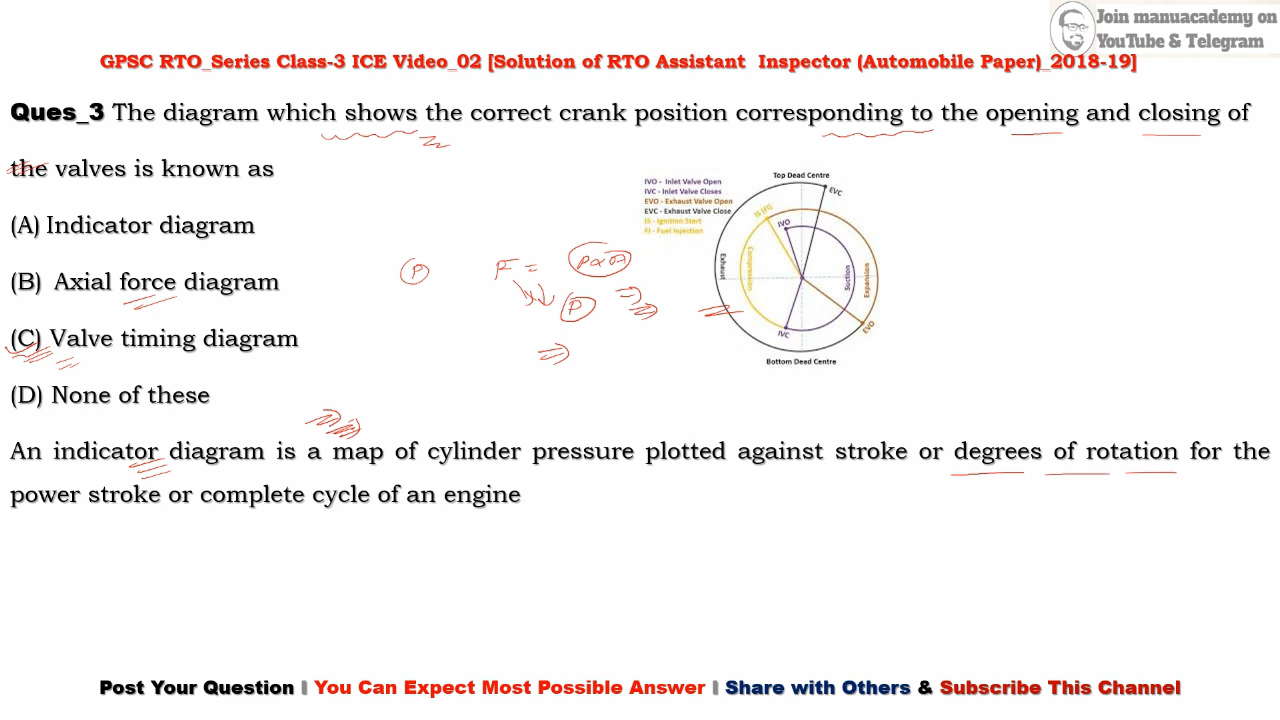 Join manuacademy on
YouTube & Telegram
GPSC RTO_Series Class-3 ICE Video_02 [Solution of RTO Assistant Inspector (Automobile Paper)_2018-19]
Ques_3 The diagram which shows the correct crank position corresponding to the opening and closing of
the valves is known as
(A) Indicator diagram
(B) Axial force diagram
(C) Valve timing diagram
(D) None of these
IVO - Inlet Valve Open
IVC - Inlet Valve Closes
EVO - Exhaust Valve Open
EVC - Exhaust Valve Close
IS - Ignition Start
FI - Fuel Injection
Top Dead Centre
EVC
IS (FI)
IVO
Exhaust
Compression
Suction
Expansion
IVC
EVO
Bottom Dead Centre
P
F =
P
An indicator diagram is a map of cylinder pressure plotted against stroke or degrees of rotation for the
power stroke or complete cycle of an engine
Post Your Question | You Can Expect Most Possible Answer | Share with Others & Subscribe This Channel